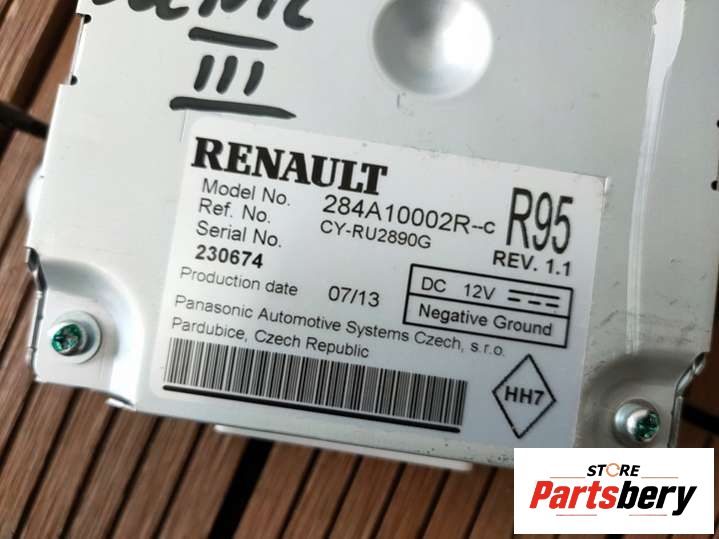 III
RENAULT
Model No. 284A10002R--c
Ref. No. CY-RU2890G
Serial No.
230674
R95
REV. 1.1
Production date 07/13
DC 12V
Negative Ground
Panasonic Automotive Systems Czech, s.r.o.
Pardubice, Czech Republic
HH7
STORE
Partsbery